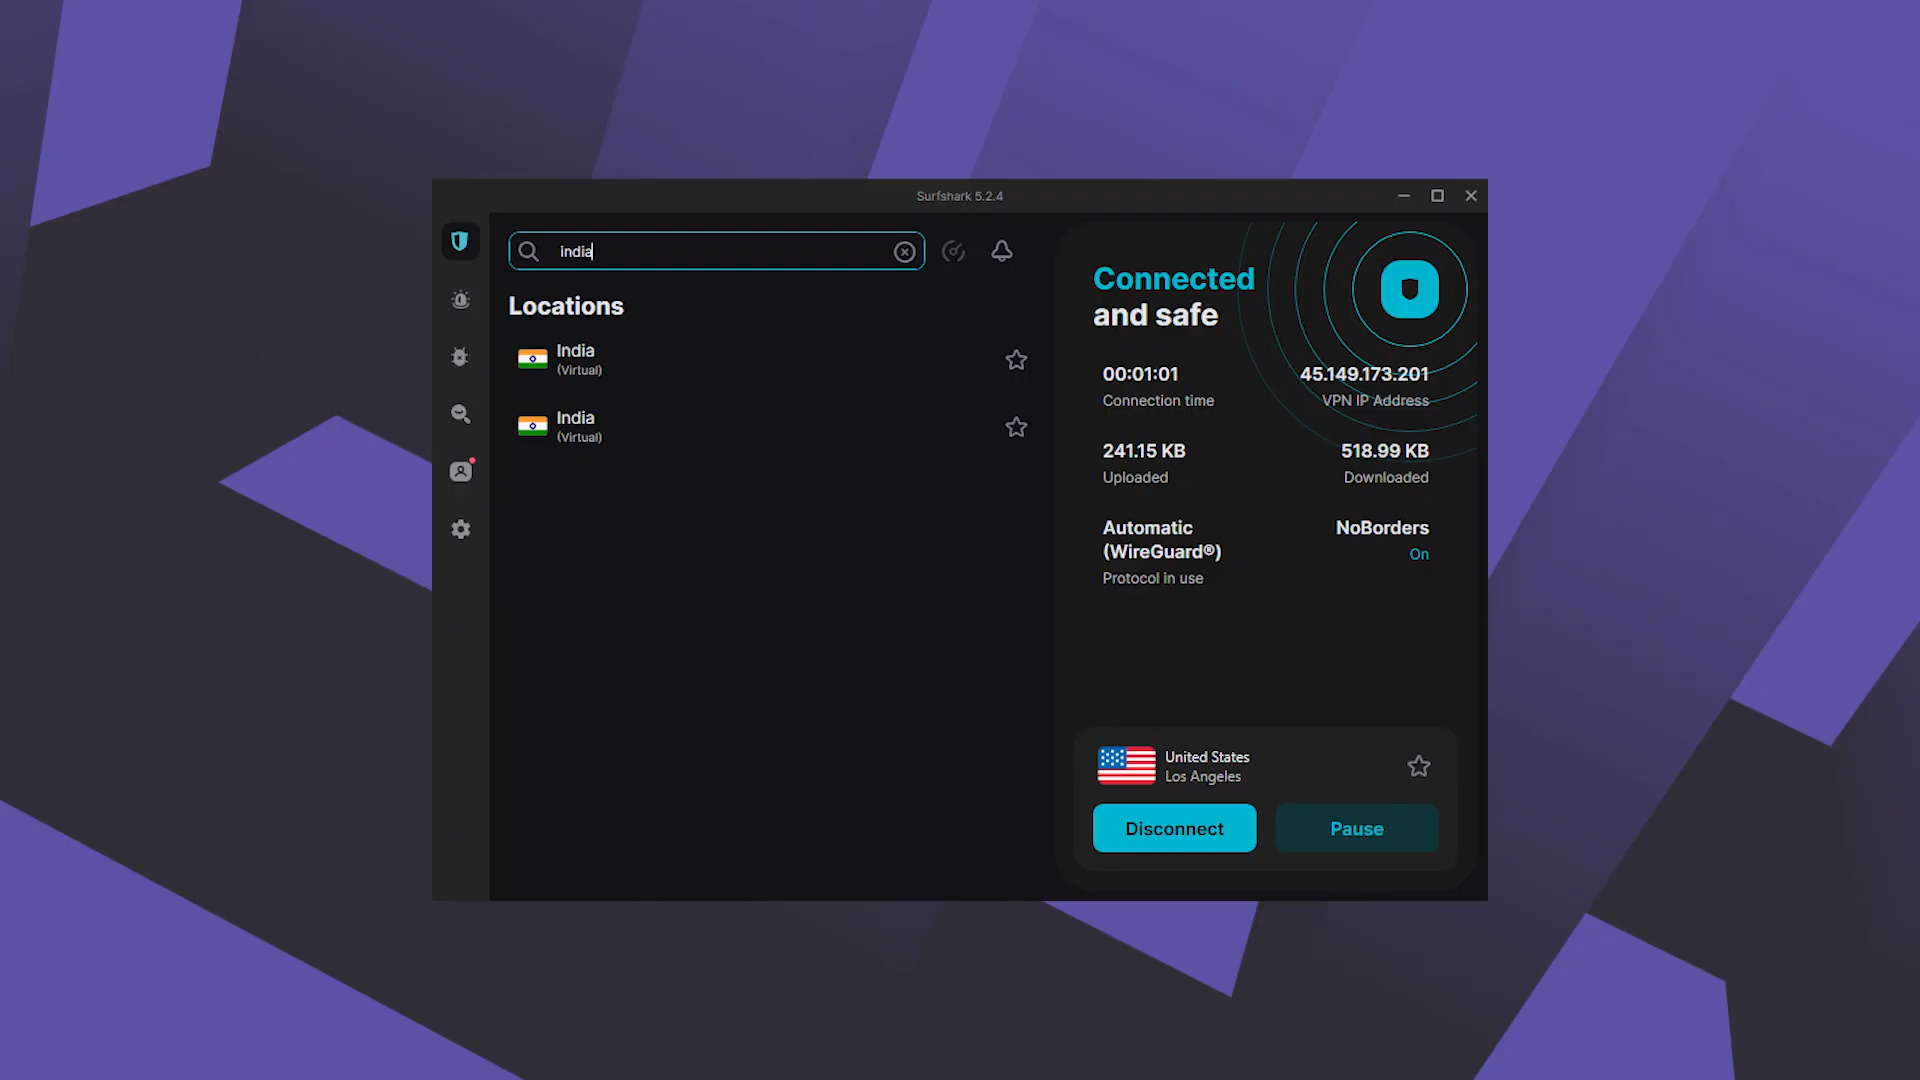 Surfshark 5.2.4
india
Locations
India
(Virtual)
India
(Virtual)
Connected
and safe
00:01:01
Connection time
45.149.173.201
VPN IP Address
241.15 KB
Uploaded
518.99 KB
Downloaded
Automatic
(WireGuard®)
Protocol in use
NoBorders
On
United States
Los Angeles
Disconnect
Pause